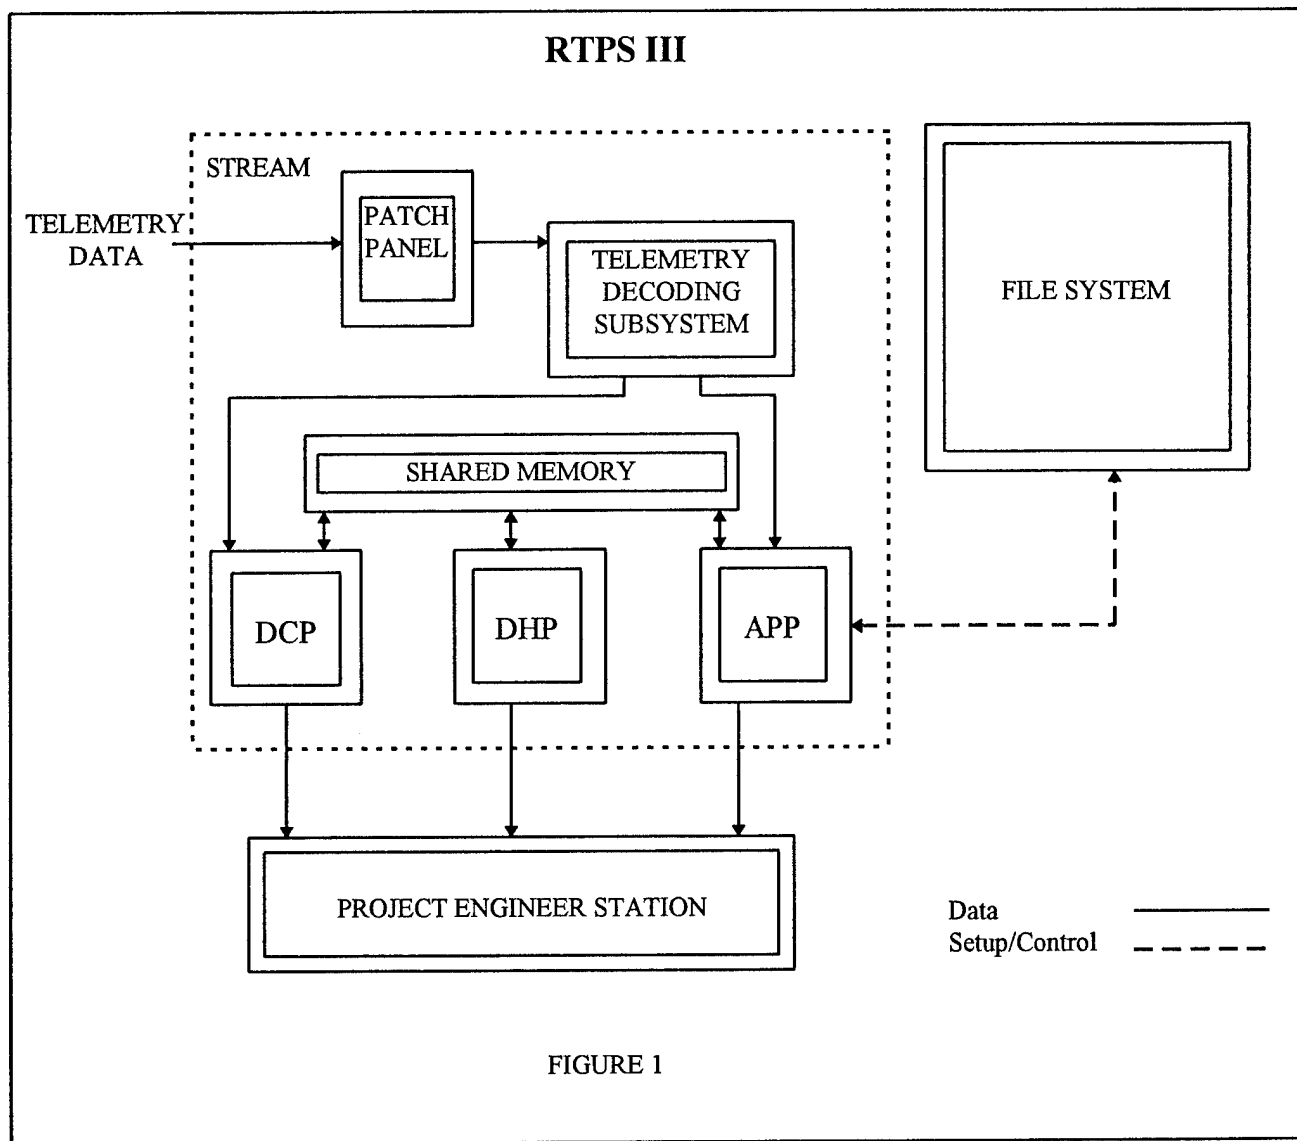 RTPS III
STREAM
TELEMETRY
DATA
PATCH
PANEL
TELEMETRY
DECODING
SUBSYSTEM
FILE SYSTEM
SHARED MEMORY
DCP
DHP
APP
PROJECT ENGINEER STATION
Data
Setup/Control
FIGURE 1